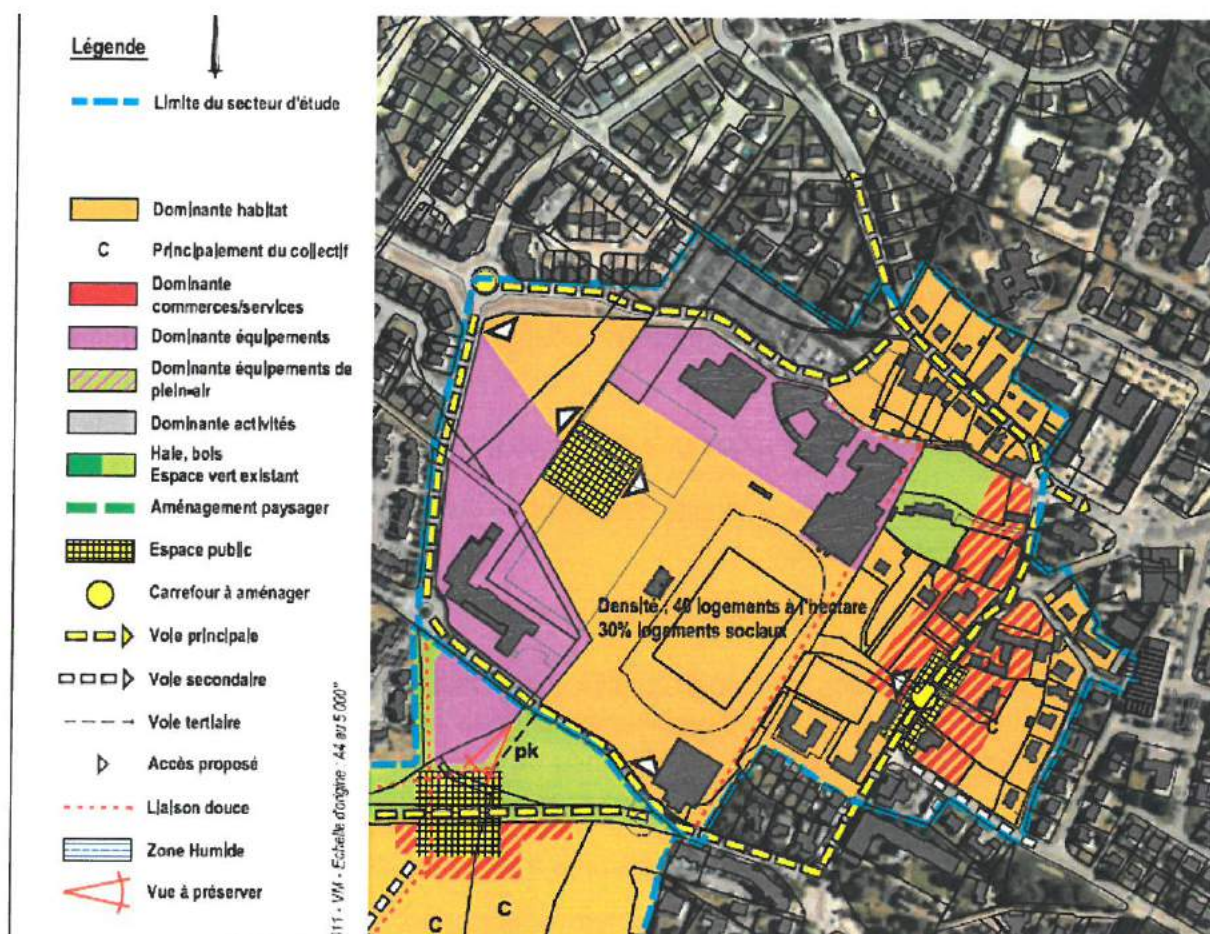 Légende
Limite du secteur d'étude
Dominante habitat
C
Principalement du collectif
Dominante
commerces/services
Dominante équipements
Dominante équipements de
plein-air
Dominante activités
Haie, bois
Espace vert existant
Aménagement paysager
Espace public
Carrefour à aménager
Voie principale
Voie secondaire
Voie tertiaire
Accès proposé
Liaison douce
Zone Humide
Vue à préserver
11 - VM - Echelle d'origine : A4 au 5 000°
Densité : 40 logements à l'hectare
30% logements sociaux
C
pk
C
C